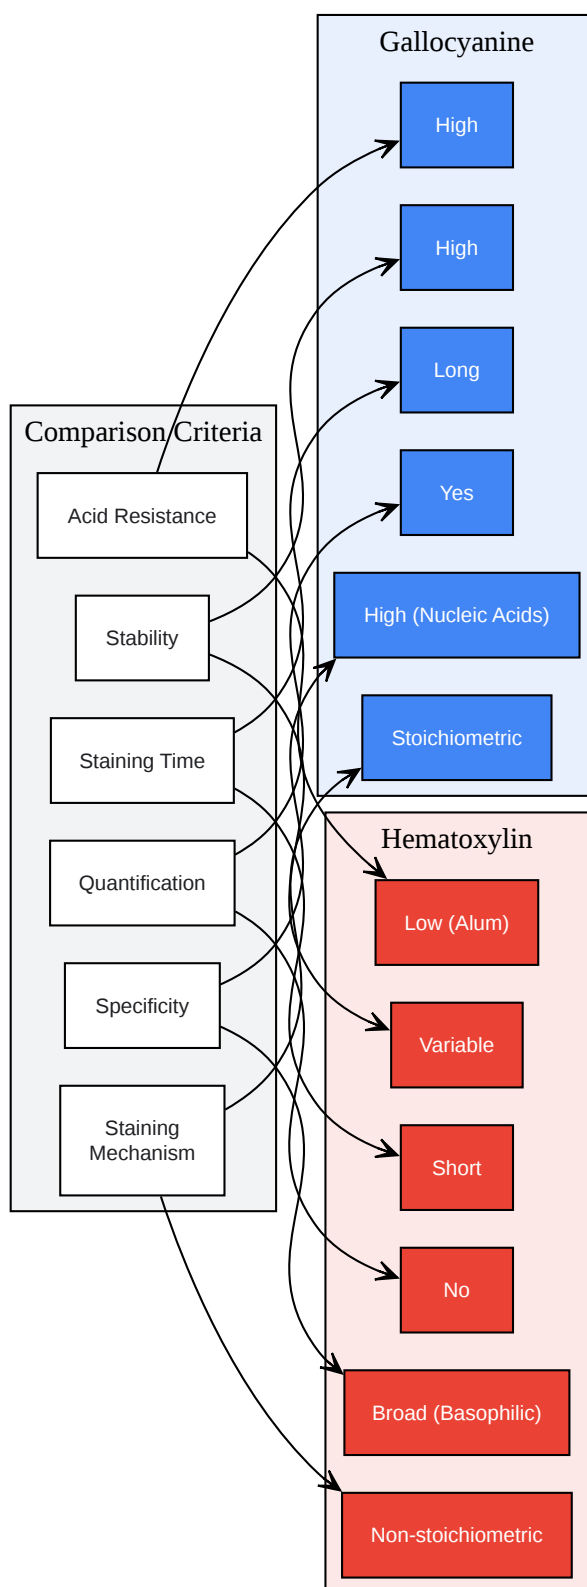 Gallocyanine
High
High
Long
Yes
High (Nucleic Acids)
Stoichiometric
Comparison Criteria
Acid Resistance
Stability
Staining Time
Quantification
Specificity
Staining
Mechanism
Hematoxylin
Low (Alum)
Variable
Short
No
Broad (Basophilic)
Non-stoichiometric